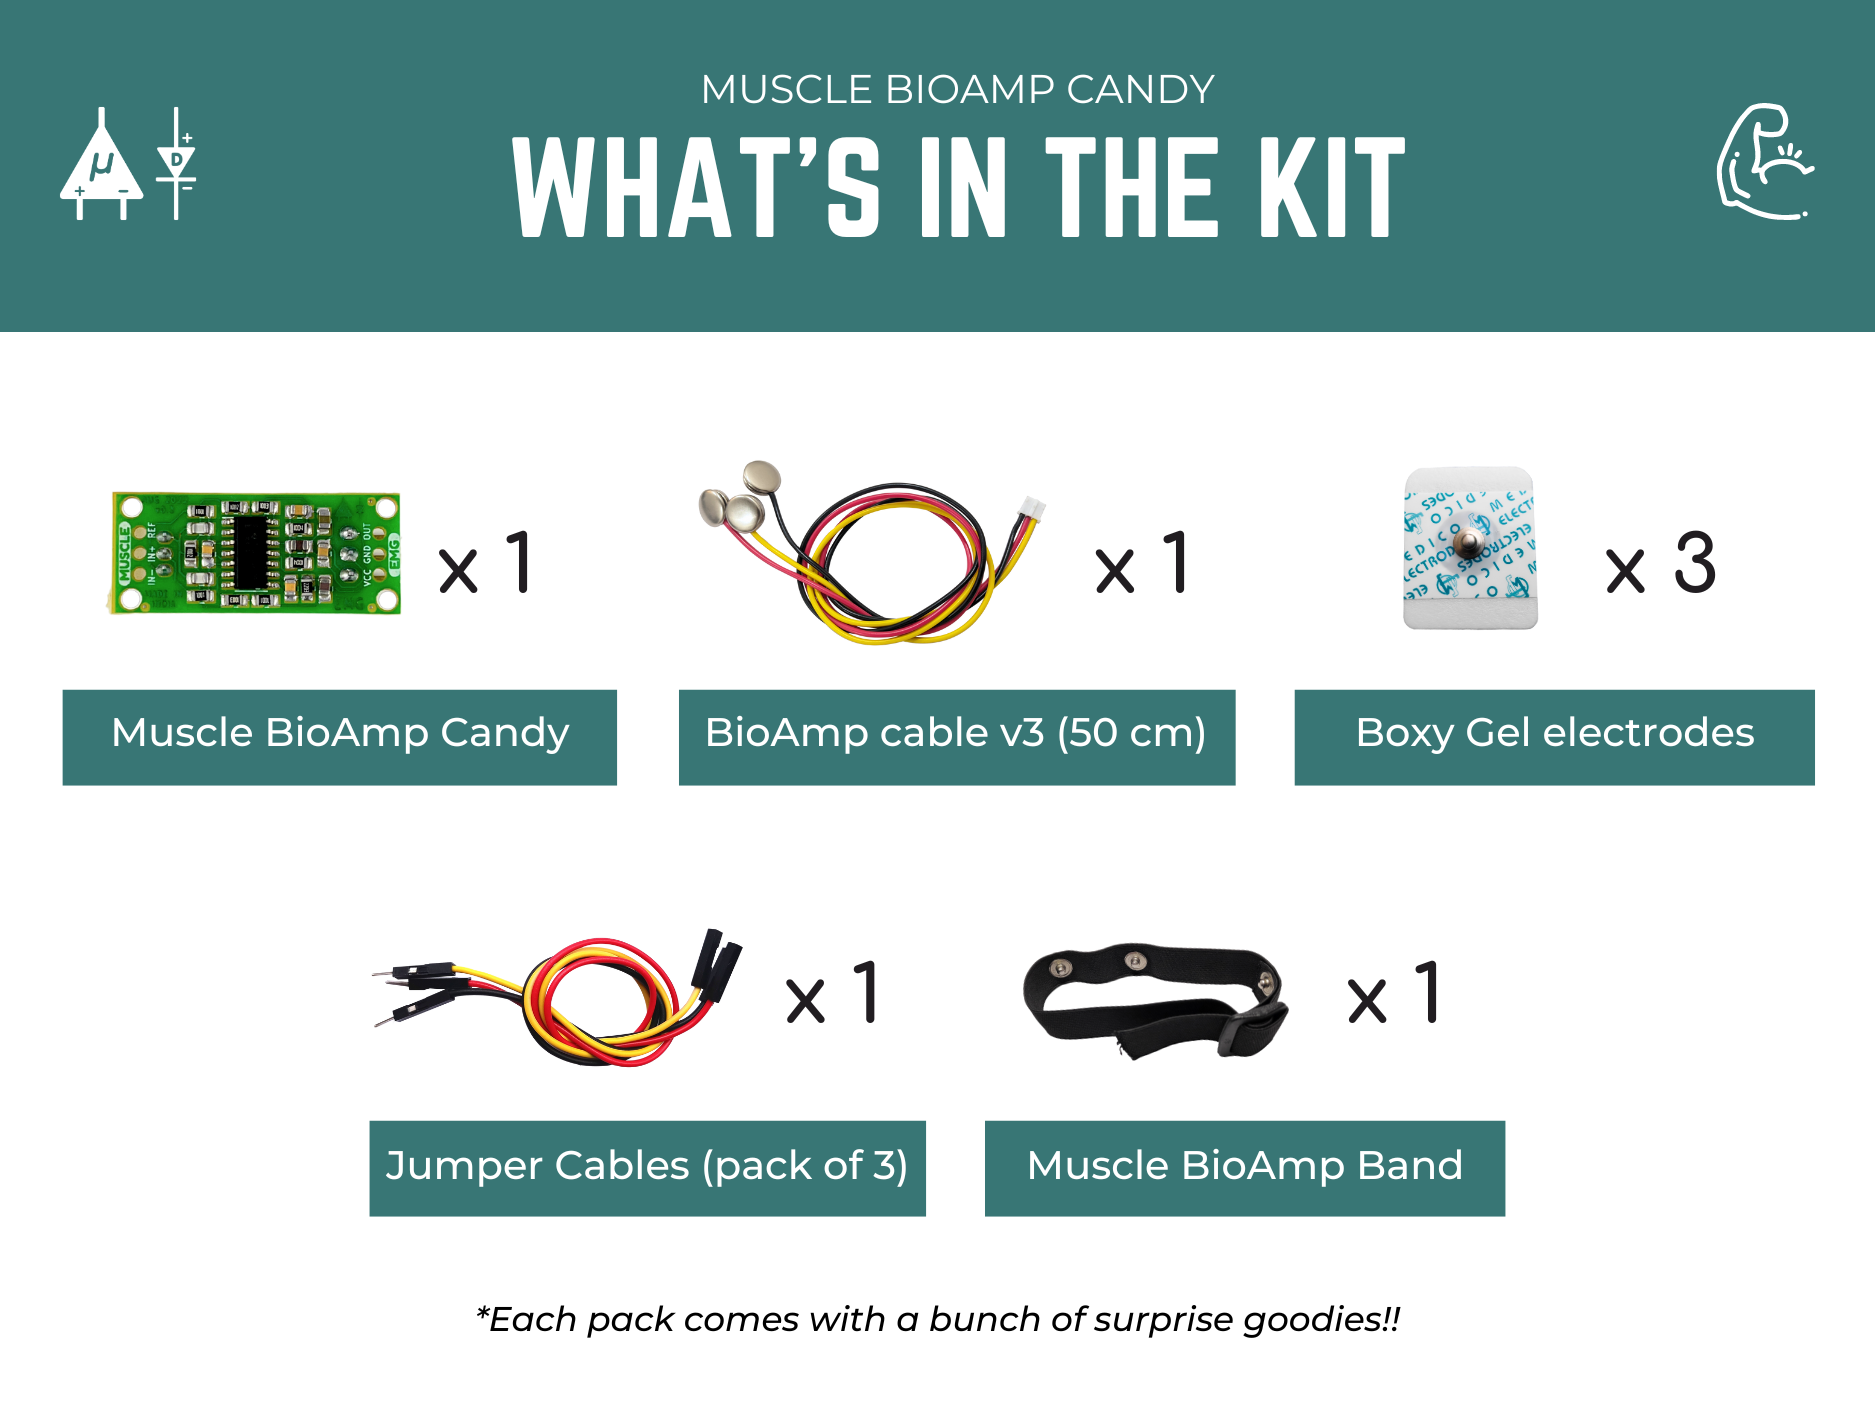 MUSCLE BIOAMP CANDY
WHAT'S IN THE KIT
μ
+ −
+
D
−
MUSCLE
REF
IN+
IN-
OUT
GND
VCC
EMG
x 1
x 1
x 3
Muscle BioAmp Candy
BioAmp cable v3 (50 cm)
Boxy Gel electrodes
x 1
x 1
Jumper Cables (pack of 3)
Muscle BioAmp Band
*Each pack comes with a bunch of surprise goodies!!